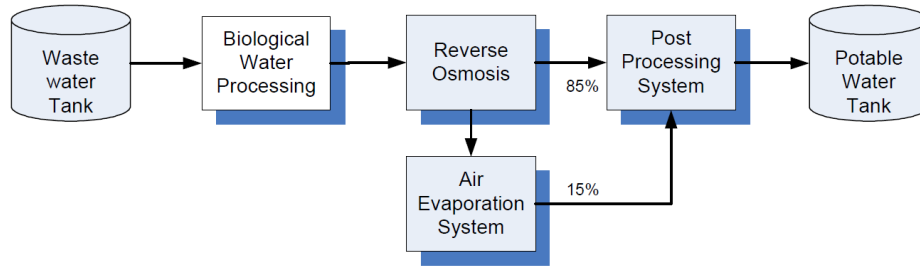 Waste
water
Tank
Biological
Water
Processing
Reverse
Osmosis
85%
Post
Processing
System
Potable
Water
Tank
Air
Evaporation
System
15%